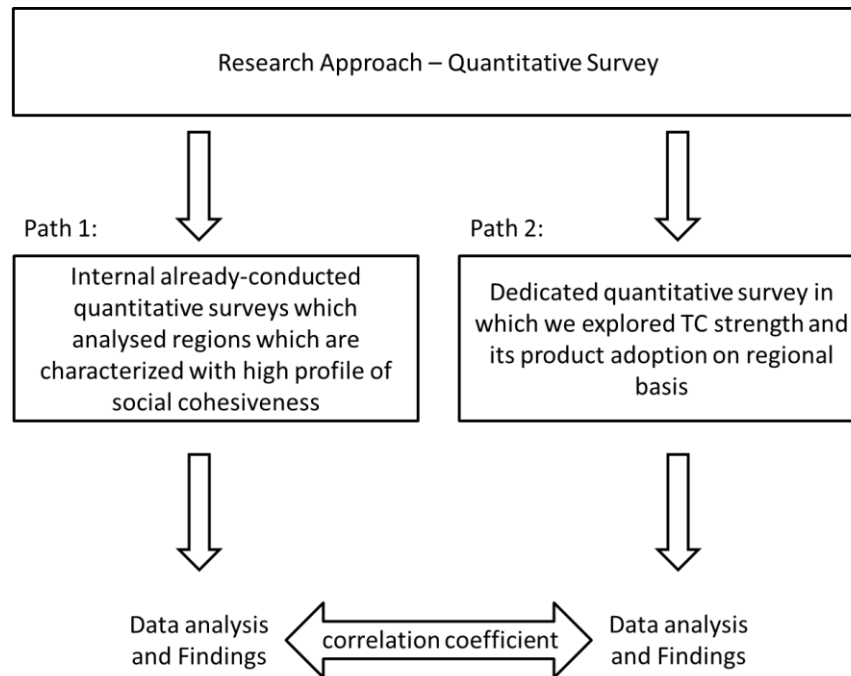 Research Approach – Quantitative Survey
Path 1:
Internal already-conducted
quantitative surveys which
analysed regions which are
characterized with high profile of
social cohesiveness
Path 2:
Dedicated quantitative survey in
which we explored TC strength and
its product adoption on regional
basis
Data analysis
and Findings
correlation coefficient
Data analysis
and Findings